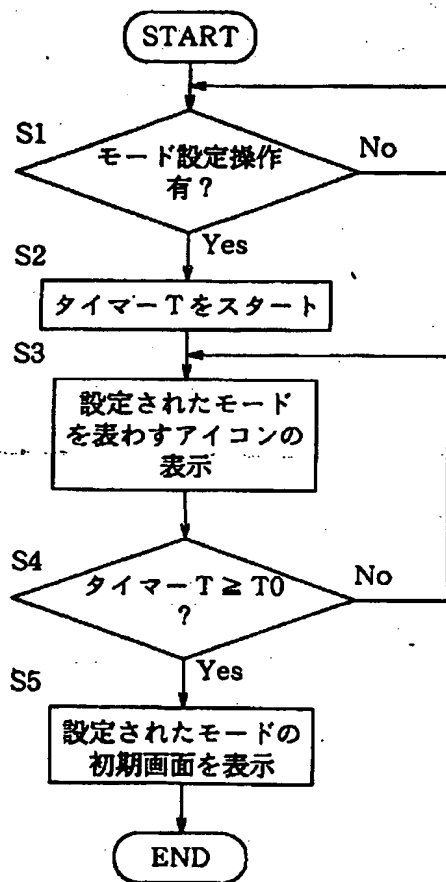 START
S1
モード設定操作
有?
No
Yes
S2
タイマーTをスタート
S3
設定されたモード
を表わすアイコンの
表示
S4
タイマーT≧T0
?
No
Yes
S5
設定されたモードの
初期画面を表示
END